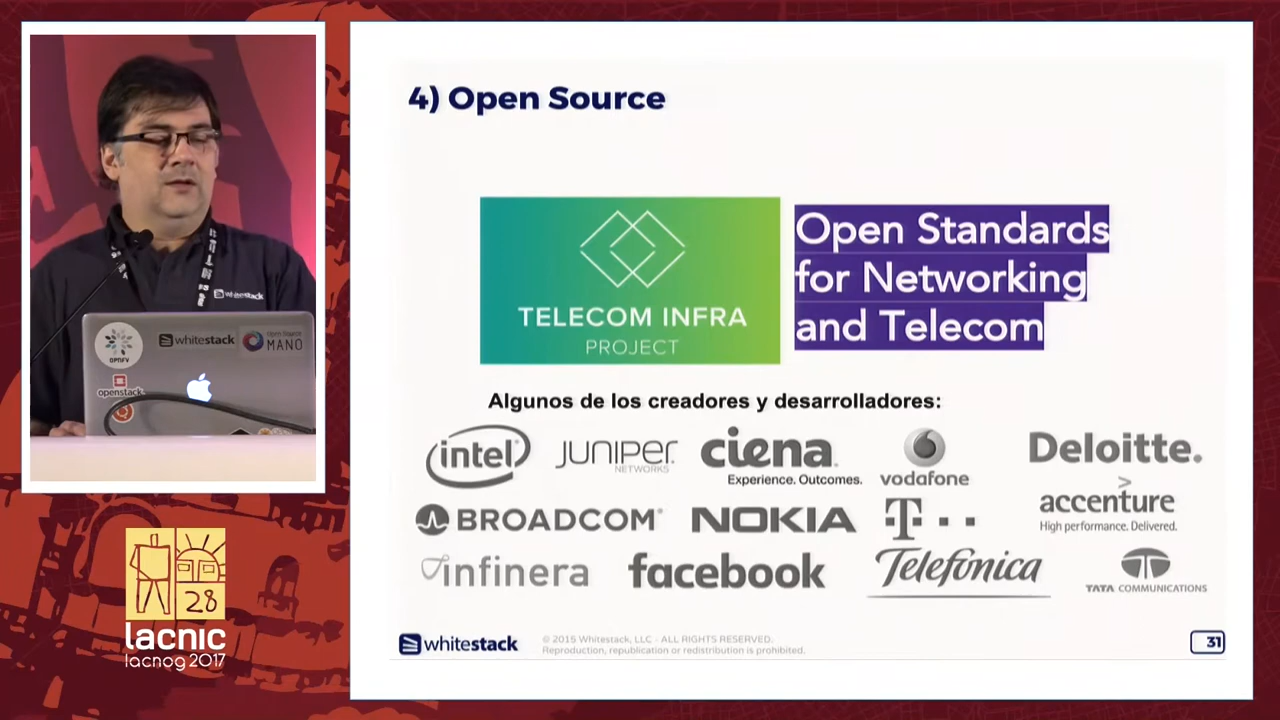 4) Open Source
TELECOM INFRA
PROJECT
Open Standards
for Networking
and Telecom
Algunos de los creadores y desarrolladores:
intel
JUNIPER
NETWORKS
ciena
Experience. Outcomes.
vodafone
Deloitte.
>
accenture
High performance. Delivered.
BROADCOM
NOKIA
T
infinera
facebook
Telefónica
TATA COMMUNICATIONS
whitestack
© 2016 Whitestack, LLC - ALL RIGHTS RESERVED.
Reproduction, republication or redistribution is prohibited.
31
whitestack
OPNFV
whitestack
Open Source
MANO
openstack
28
lacnic
lacnog 2017